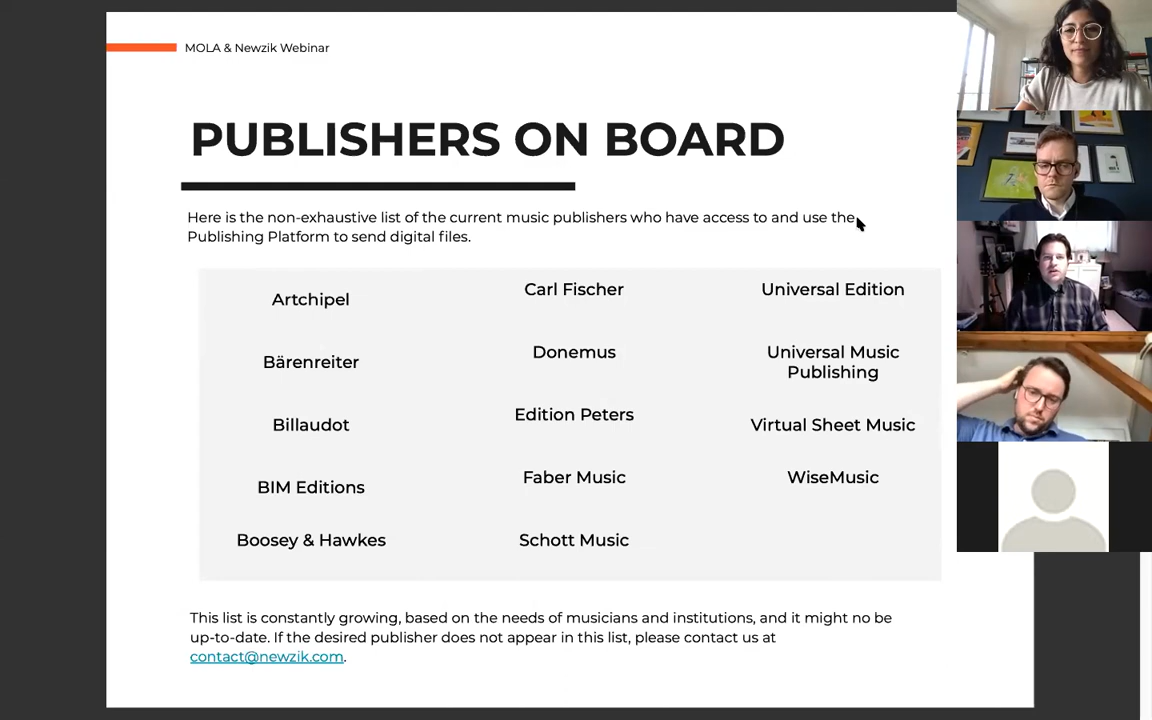 MOLA & Newzik Webinar
PUBLISHERS ON BOARD
Here is the non-exhaustive list of the current music publishers who have access to and use the
Publishing Platform to send digital files.
Artchipel
Bärenreiter
Billaudot
BIM Editions
Boosey & Hawkes
Carl Fischer
Donemus
Edition Peters
Faber Music
Schott Music
Universal Edition
Universal Music
Publishing
Virtual Sheet Music
WiseMusic
This list is constantly growing, based on the needs of musicians and institutions, and it might no be
up-to-date. If the desired publisher does not appear in this list, please contact us at
contact@newzik.com.